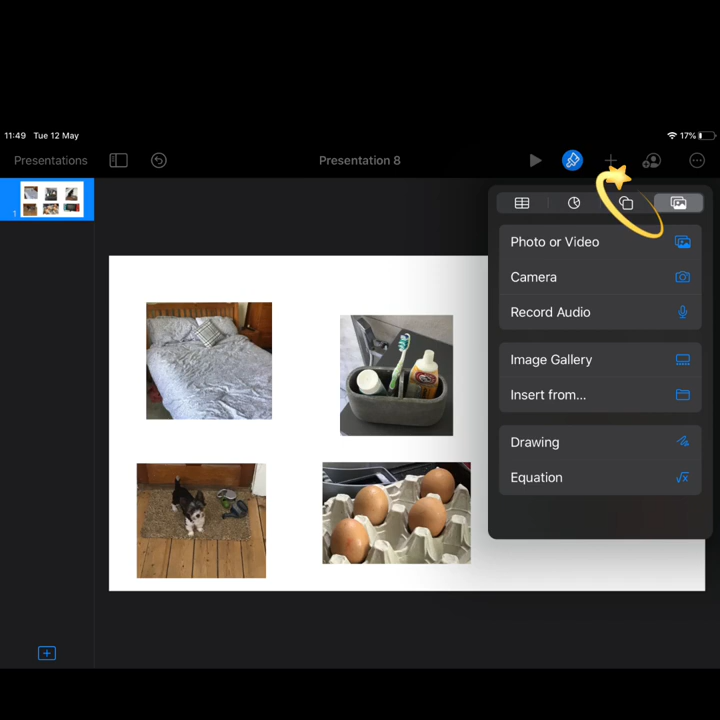 11:49 Tue 12 May
17%
Presentations
Presentation 8
1
Photo or Video
Camera
Record Audio
Image Gallery
Insert from...
Drawing
Equation